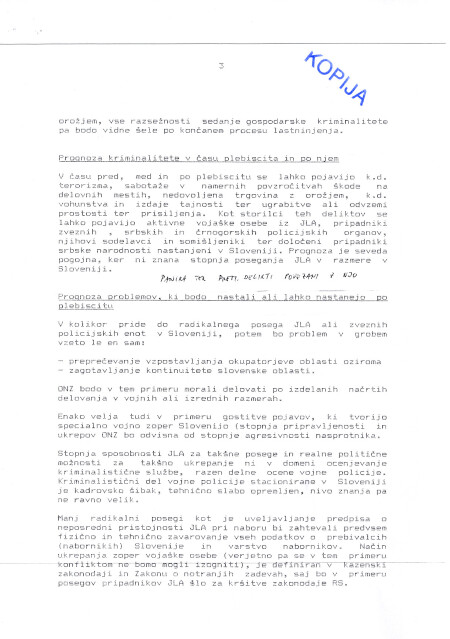 3
KOPIJA
orožjem, vse razsežnosti sedanje gospodarske kriminalitete
pa bodo vidne šele po končanem procesu lastninjenja.
Prognoza kriminalitete v času plebiscita in po njem
V času pred, med in po plebiscitu se lahko pojavijo k.d.
terorizma, sabotaže v namernih povzročitvah škode na
delovnih mestih, nedovoljena trgovina z orožjem, k.d.
vohunstva in izdaje tajnosti ter ugrabitve ali odvzemi
prostosti ter prisiljenja. Kot storilci teh deliktov se
lahko pojavijo aktivne vojaške osebe iz JLA, pripadniki
zveznih , srbskih in črnogorskih policijskih organov,
njihovi sodelavci in somišljeniki ter določeni pripadniki
srbske narodnosti nastanjeni v Sloveniji. Prognoza je seveda
pogojna, ker ni znana stopnja poseganja JLA v razmere v
Sloveniji.
PANIKA TER DELIKTI POVEZANI Z NJO
Prognoza problemov, ki bodo nastali ali lahko nastanejo po
plebiscitu
V kolikor pride do radikalnega posega JLA ali zveznih
policijskih enot v Sloveniji, potem bo problem v grobem
vzeto le en sam:
- preprečevanje vzpostavljanja okupatorjeve oblasti oziroma
- zagotavljanje kontinuitete slovenske oblasti.
ONZ bodo v tem primeru morali delovati po izdelanih načrtih
delovanja v vojnih ali izrednih razmerah.
Enako velja tudi v primeru gostitve pojavov, ki tvorijo
specialno vojno zoper Slovenijo (stopnja pripravljenosti in
ukrepov ONZ bo odvisna od stopnje agresivnosti nasprotnika.
Stopnja sposobnosti JLA za takšne posege in realne politične
možnosti za takšno ukrepanje ni v domeni ocenjevanje
kriminalistične službe, razen delne ocene vojne policije.
Kriminalistični del vojne policije stacionirane v Sloveniji
je kadrovsko šibak, tehnično slabo opremljen, nivo znanja pa
ne ravno velik.
Manj radikalni posegi kot je uveljavljanje predpisa o
neposredni pristojnosti JLA pri naboru bi zahtevali predvsem
fizično in tehnično zavarovanje vseh podatkov o prebivalci
(nabornikih) Slovenije in varstvo nabornikov. Način
ukrepanja zoper vojaške osebe (verjetno pa se v tem primeru
konfliktom ne bomo mogli izogniti), je definiran v kazenski
zakonodaji in Zakonu o notranjih zadevah, saj bo v primeru
posegov pripadnikov JLA šlo za kršitve zakonodaje RS.